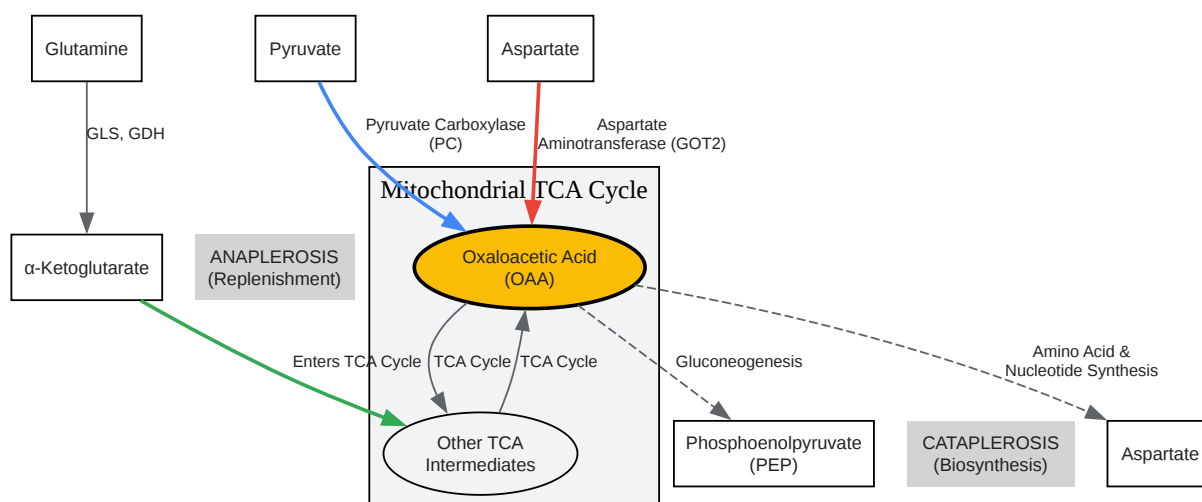 Glutamine
Pyruvate
Aspartate
GLS, GDH
Pyruvate Carboxylase
(PC)
Aspartate
Aminotransferase (GOT2)
Mitochondrial TCA Cycle
α-Ketoglutarate
ANAPLEROSIS
(Replenishment)
Oxaloacetic Acid
(OAA)
Enters TCA Cycle
TCA Cycle
TCA Cycle
Gluconeogenesis
Amino Acid &
Nucleotide Synthesis
Other TCA
Intermediates
Phosphoenolpyruvate
(PEP)
CATAPLEROSIS
(Biosynthesis)
Aspartate